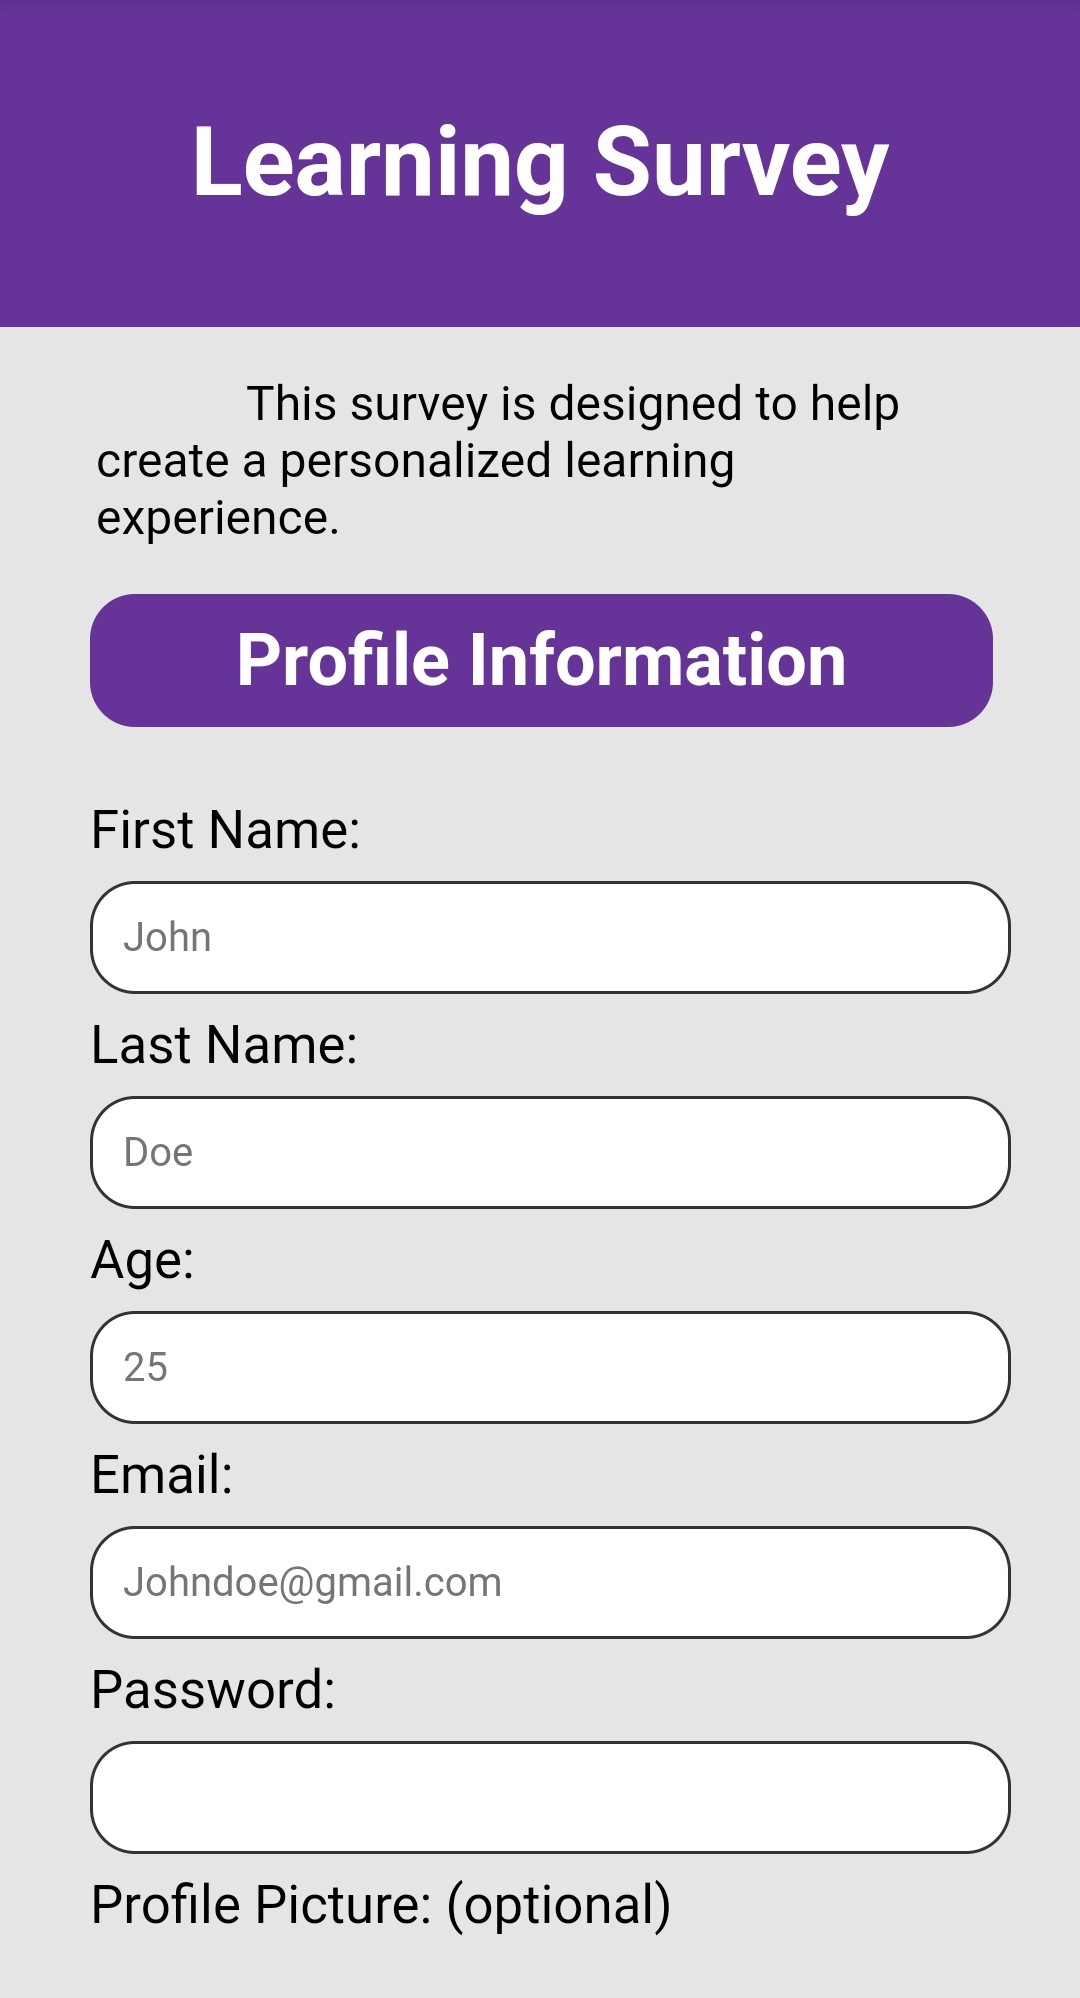 Learning Survey
This survey is designed to help
create a personalized learning
experience.
Profile Information
First Name:
John
Last Name:
Doe
Age:
25
Email:
Johndoe@gmail.com
Password:
Profile Picture: (optional)